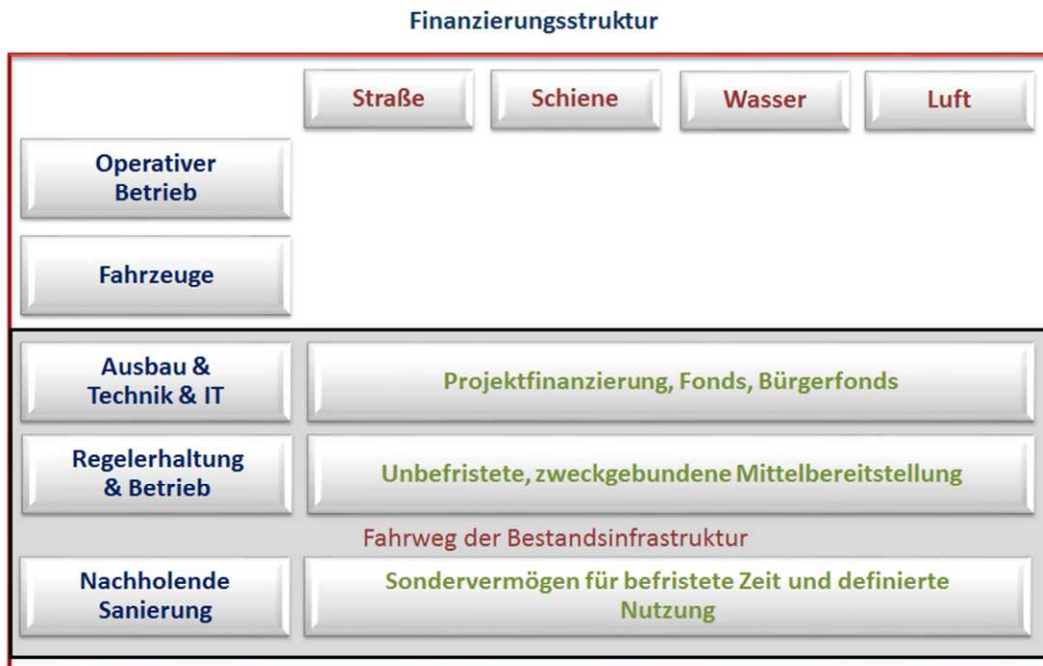 Finanzierungsstruktur
Straße Schiene Wasser Luft
Operativer
Betrieb
Fahrzeuge
Ausbau &
Technik & IT
Projektfinanzierung, Fonds, Bürgerfonds
Regelerhaltung
& Betrieb
Unbefristete, zweckgebundene Mittelbereitstellung
Fahrweg der Bestandsinfrastruktur
Nachholende
Sanierung
Sondervermögen für befristete Zeit und definierte
Nutzung